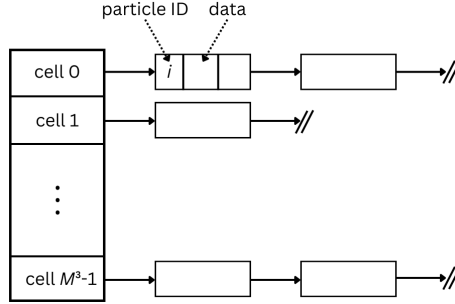 particle ID data
cell 0
i
cell 1
⋮
cell M³-1